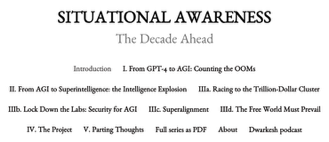 SITUATIONAL AWARENESS
The Decade Ahead
Introduction I. From GPT-4 to AGI: Counting the OOMs
II. From AGI to Superintelligence: the Intelligence Explosion IIIa. Racing to the Trillion-Dollar Cluster
IIIb. Lock Down the Labs: Security for AGI IIIc. Superalignment IIId. The Free World Must Prevail
IV. The Project V. Parting Thoughts Full series as PDF About Dwarkesh podcast